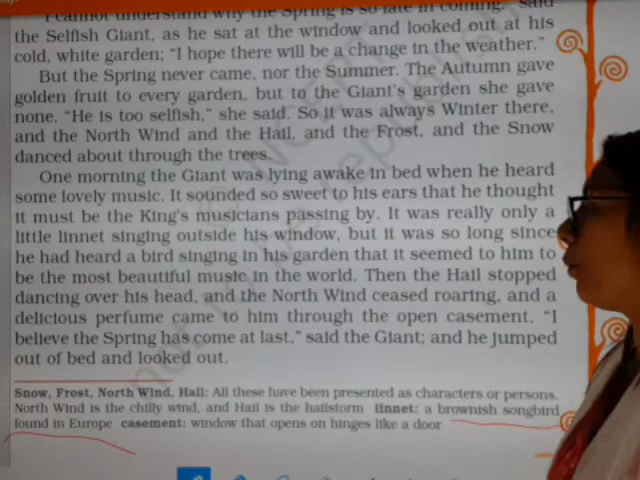 "I cannot understand why the Spring is so late in coming," said
the Selfish Giant, as he sat at the window and looked out at his
cold, white garden; "I hope there will be a change in the weather."
But the Spring never came, nor the Summer. The Autumn gave
golden fruit to every garden, but to the Giant's garden she gave
none. "He is too selfish," she said. So it was always Winter there,
and the North Wind and the Hail, and the Frost, and the Snow
danced about through the trees.
One morning the Giant was lying awake in bed when he heard
some lovely music. It sounded so sweet to his ears that he thought
it must be the King's musicians passing by. It was really only a
little linnet singing outside his window, but it was so long since
he had heard a bird singing in his garden that it seemed to him to
be the most beautiful music in the world. Then the Hail stopped
dancing over his head, and the North Wind ceased roaring, and a
delicious perfume came to him through the open casement. "I
believe the Spring has come at last," said the Giant; and he jumped
out of bed and looked out.
Snow, Frost, North Wind, Hail: All these have been presented as characters or persons.
North Wind is the chilly wind, and Hail is the hailstorm linnet: a brownish songbird
found in Europe casement: window that opens on hinges like a door